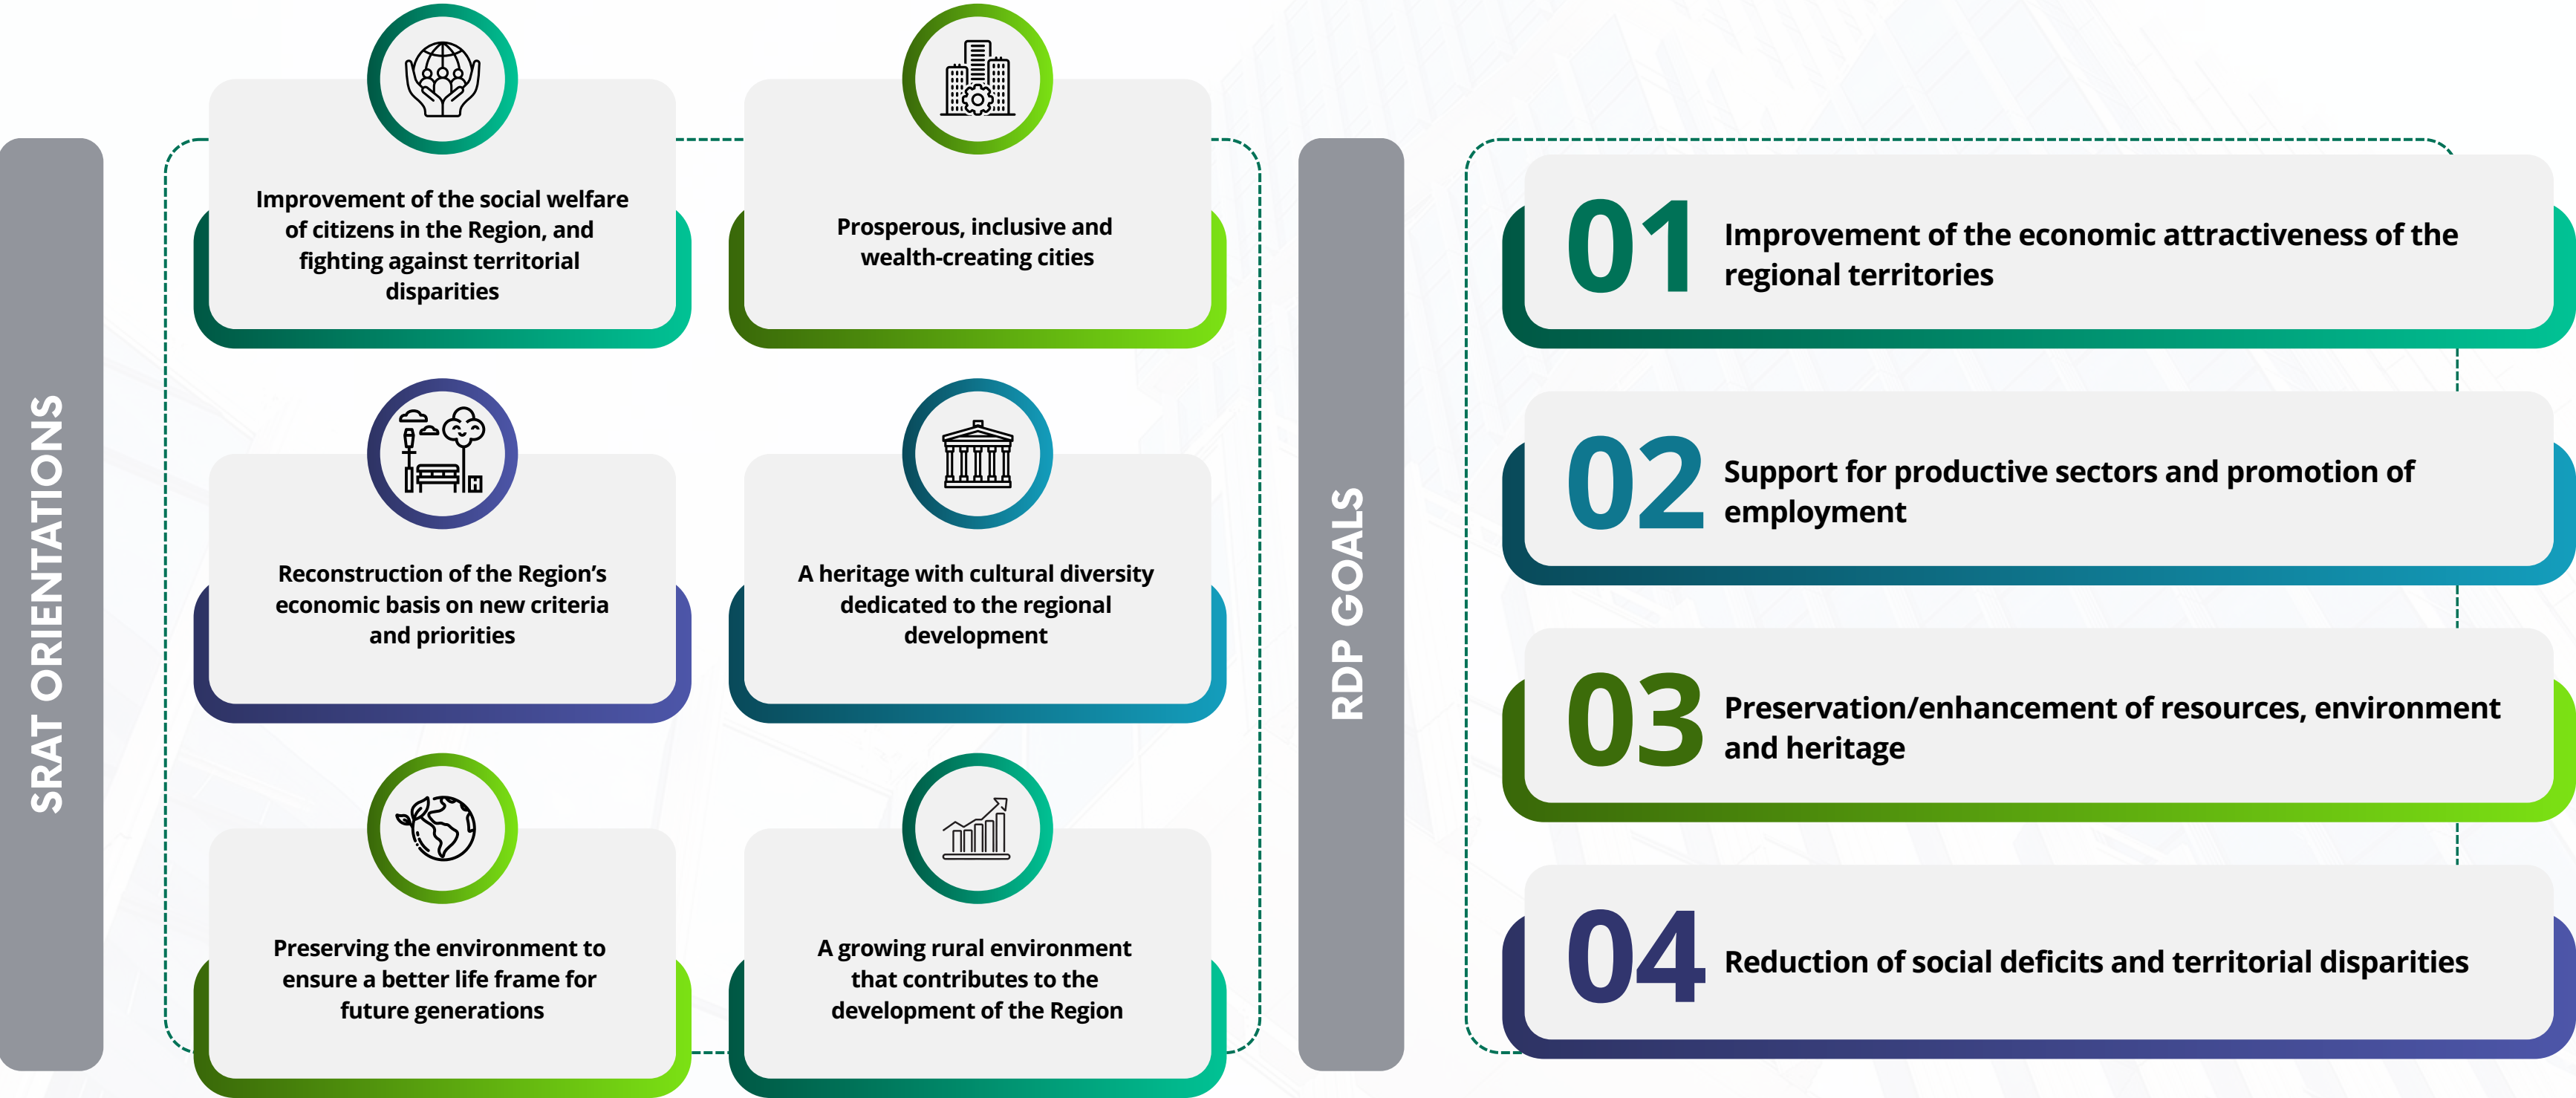 SRAT ORIENTATIONS
Improvement of the social welfare
of citizens in the Region, and
fighting against territorial
disparities
Prosperous, inclusive and
wealth-creating cities
Reconstruction of the Region’s
economic basis on new criteria
and priorities
A heritage with cultural diversity
dedicated to the regional
development
Preserving the environment to
ensure a better life frame for
future generations
A growing rural environment
that contributes to the
development of the Region
RDP GOALS
01
Improvement of the economic attractiveness of the
regional territories
02
Support for productive sectors and promotion of
employment
03
Preservation/enhancement of resources, environment
and heritage
04
Reduction of social deficits and territorial disparities